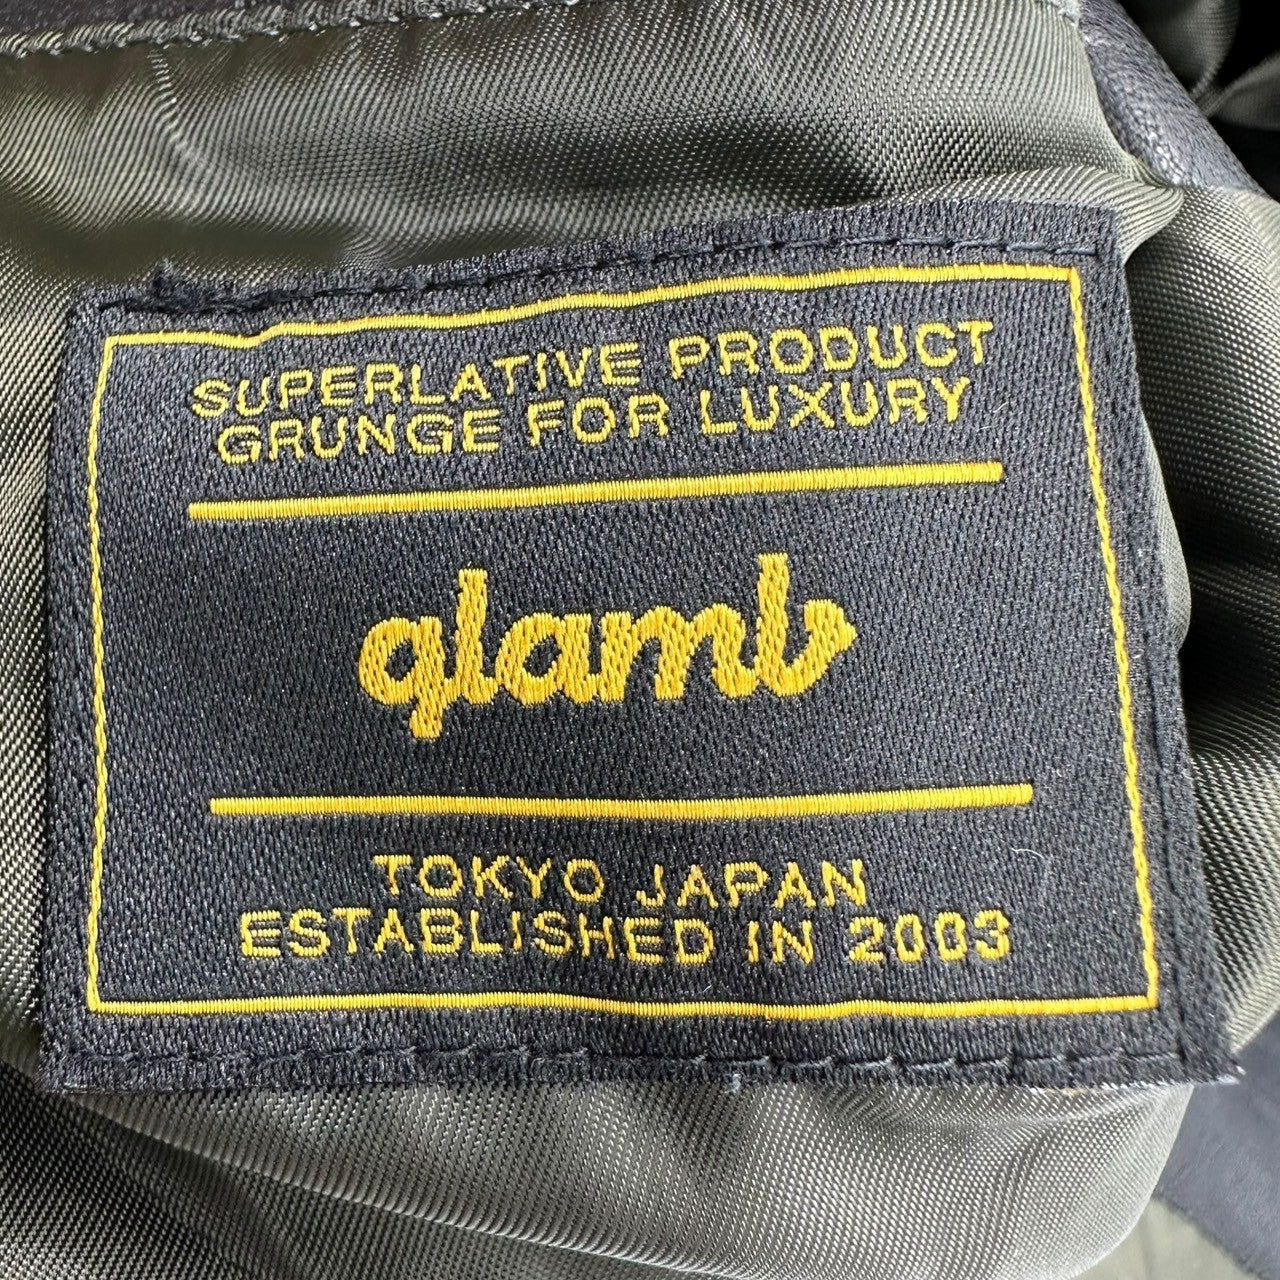 SUPERLATIVE PRODUCT
GRUNGE FOR LUXURY
glamb
TOKYO JAPAN
ESTABLISHED IN 2003